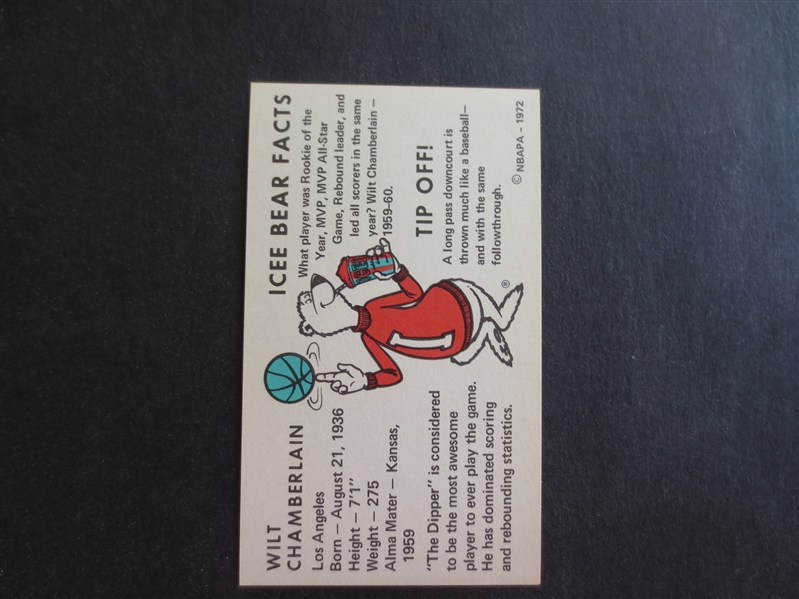 WILT
CHAMBERLAIN
Los Angeles
Born – August 21, 1936
Height – 7'1"
Weight – 275
Alma Mater – Kansas,
1959
"The Dipper" is considered
to be the most awesome
player to ever play the game.
He has dominated scoring
and rebounding statistics.
ICEE
1
®
ICEE BEAR FACTS
What player was Rookie of the
Year, MVP, MVP All-Star
Game, Rebound leader, and
led all scorers in the same
year? Wilt Chamberlain –
1959-60.
TIP OFF!
A long pass downcourt is
thrown much like a baseball–
and with the same
followthrough.
© NBAPA – 1972